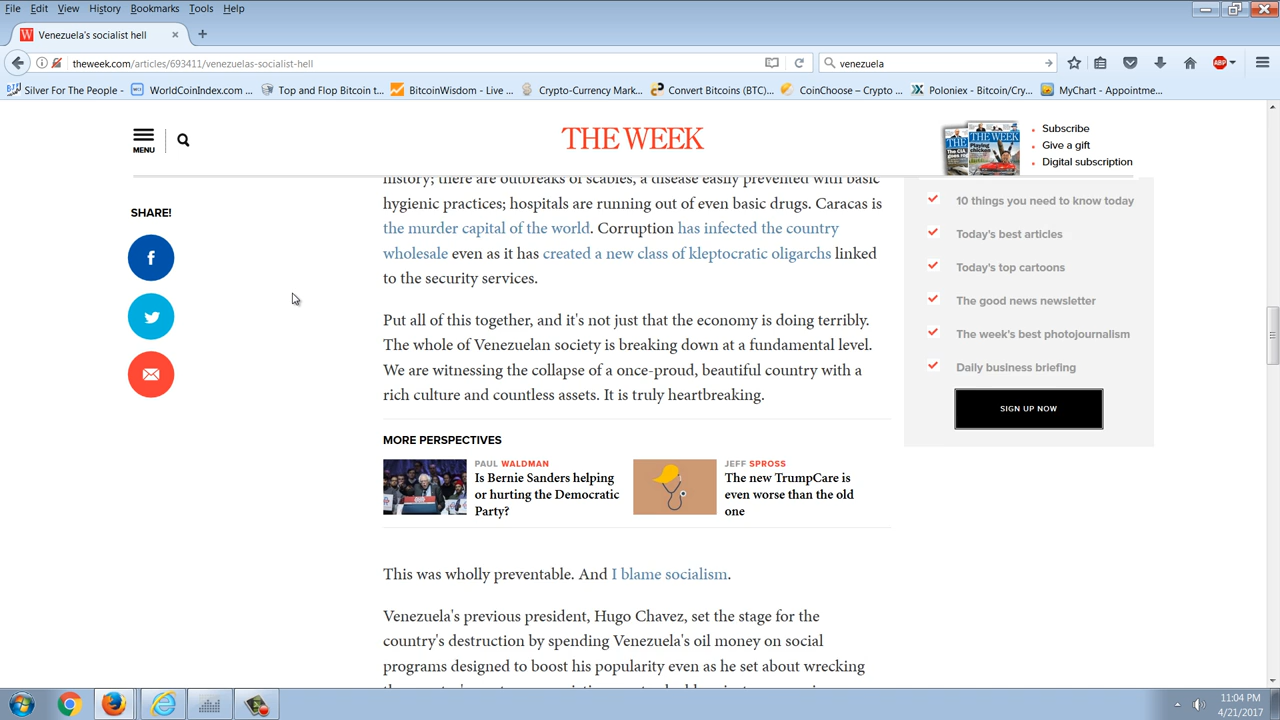 File Edit View History Bookmarks Tools Help
Venezuela's socialist hell
theweek.com/articles/693411/venezuelas-socialist-hell
venezuela
Silver For The People - ...
WorldCoinIndex.com ...
Top and Flop Bitcoin t...
BitcoinWisdom - Live ...
Crypto-Currency Mark...
Convert Bitcoins (BTC)...
CoinChoose – Crypto ...
Poloniex - Bitcoin/Cry...
MyChart - Appointme...
MENU
THE WEEK
Subscribe
Give a gift
Digital subscription
SHARE!
history; there are outbreaks of scabies, a disease easily prevented with basic
hygienic practices; hospitals are running out of even basic drugs. Caracas is
the murder capital of the world. Corruption has infected the country
wholesale even as it has created a new class of kleptocratic oligarchs linked
to the security services.
Put all of this together, and it's not just that the economy is doing terribly.
The whole of Venezuelan society is breaking down at a fundamental level.
We are witnessing the collapse of a once-proud, beautiful country with a
rich culture and countless assets. It is truly heartbreaking.
MORE PERSPECTIVES
PAUL WALDMAN
Is Bernie Sanders helping
or hurting the Democratic
Party?
JEFF SPROSS
The new TrumpCare is
even worse than the old
one
This was wholly preventable. And I blame socialism.
Venezuela's previous president, Hugo Chavez, set the stage for the
country's destruction by spending Venezuela's oil money on social
programs designed to boost his popularity even as he set about wrecking
10 things you need to know today
Today's best articles
Today's top cartoons
The good news newsletter
The week's best photojournalism
Daily business briefing
SIGN UP NOW
11:04 PM
4/21/2017